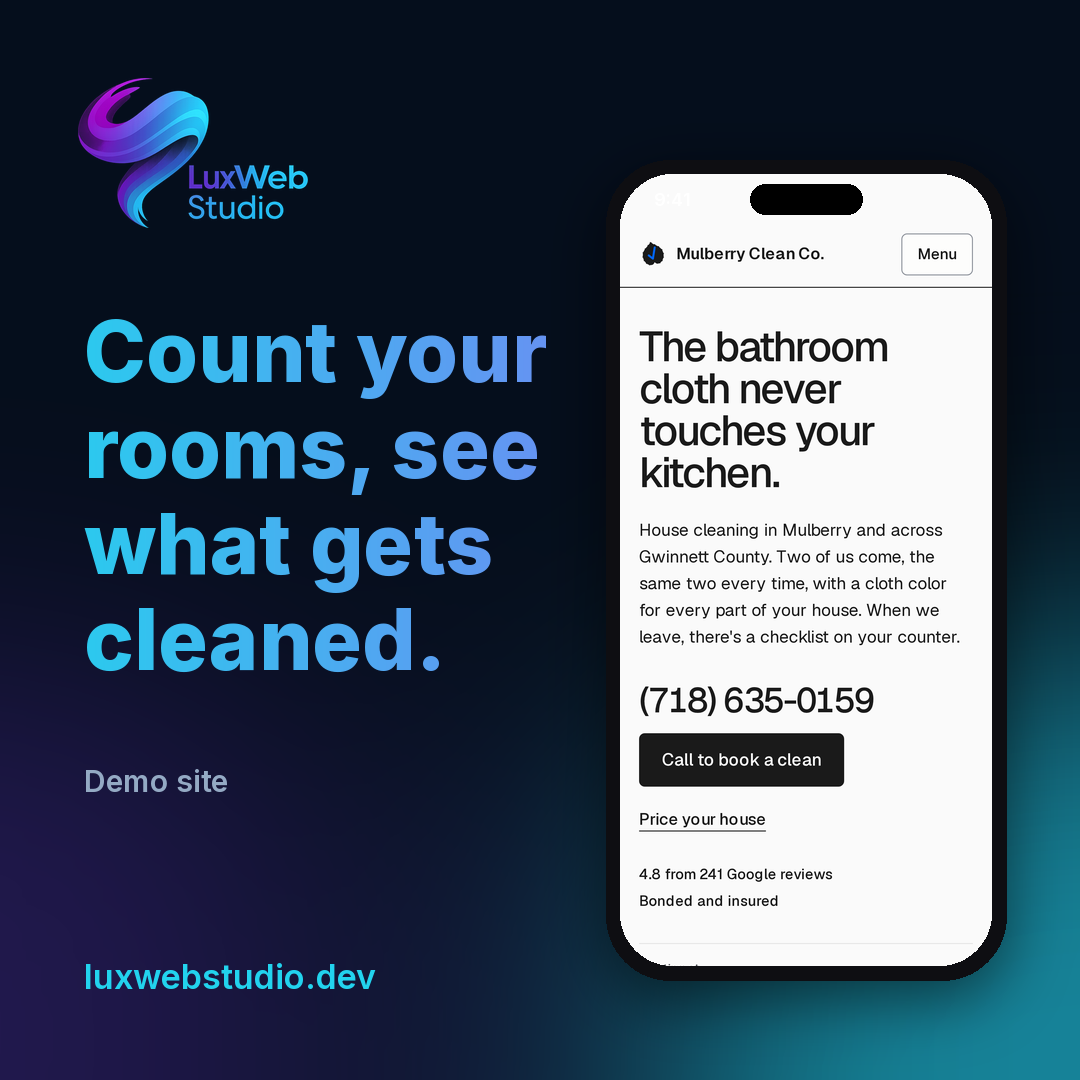 LuxWeb
Studio
Count your
rooms, see
what gets
cleaned.
Demo site
luxwebstudio.dev
9:41
Mulberry Clean Co.
Menu
The bathroom
cloth never
touches your
kitchen.
House cleaning in Mulberry and across
Gwinnett County. Two of us come, the
same two every time, with a cloth color
for every part of your house. When we
leave, there's a checklist on your counter.
(718) 635-0159
Call to book a clean
Price your house
4.8 from 241 Google reviews
Bonded and insured